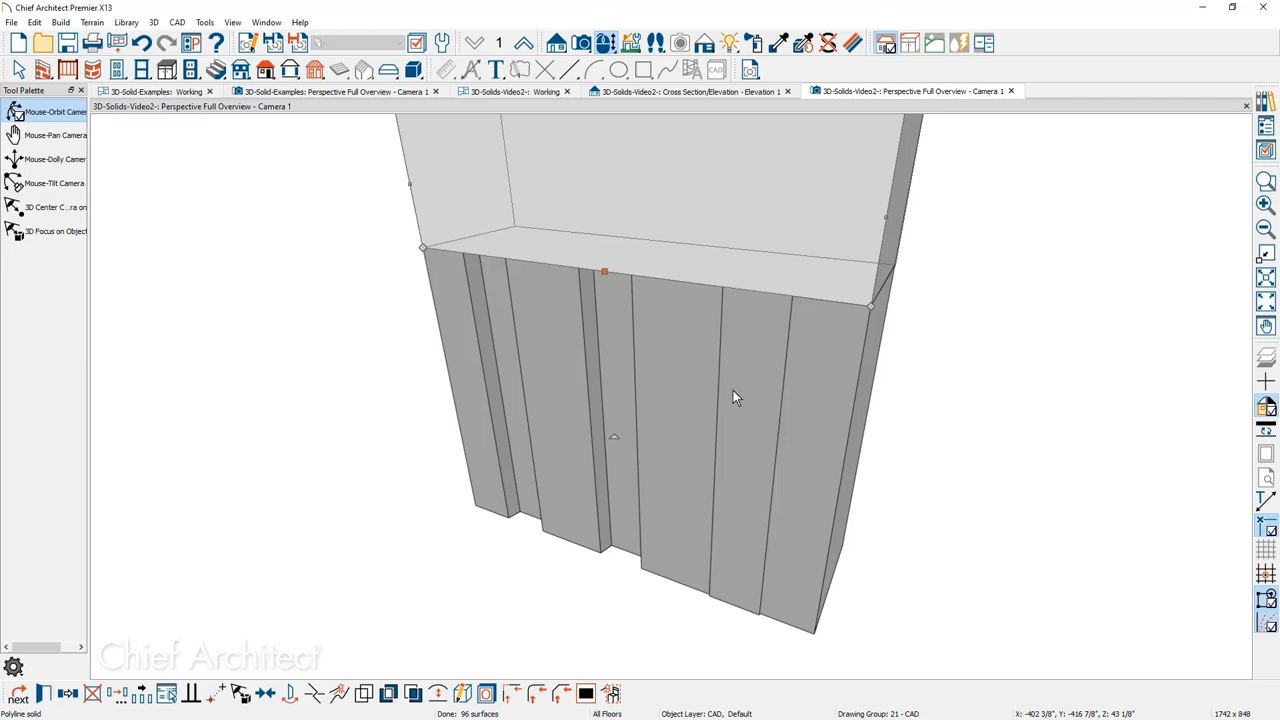 Chief Architect Premier X13
File Edit Build Terrain Library 3D CAD Tools View Window Help
1
Tool Palette
3D-Solid-Examples: Working
3D-Solid-Examples: Perspective Full Overview - Camera 1
3D-Solids-Video2-: Working
3D-Solids-Video2-: Cross Section/Elevation - Elevation 1
3D-Solids-Video2-: Perspective Full Overview - Camera 1
3D-Solids-Video2-: Perspective Full Overview - Camera 1
Mouse-Orbit Camer
Mouse-Pan Camera
Mouse-Dolly Camer
Mouse-Tilt Camera
3D Center C...ra on
3D Focus on Object
CAD
Chief Architect
next
Polyline solid
Done: 96 surfaces
All Floors
Object Layer: CAD, Default
Drawing Group: 21 - CAD
X: -402 3/8", Y: -416 7/8", Z: 43 1/8"
1742 x 848